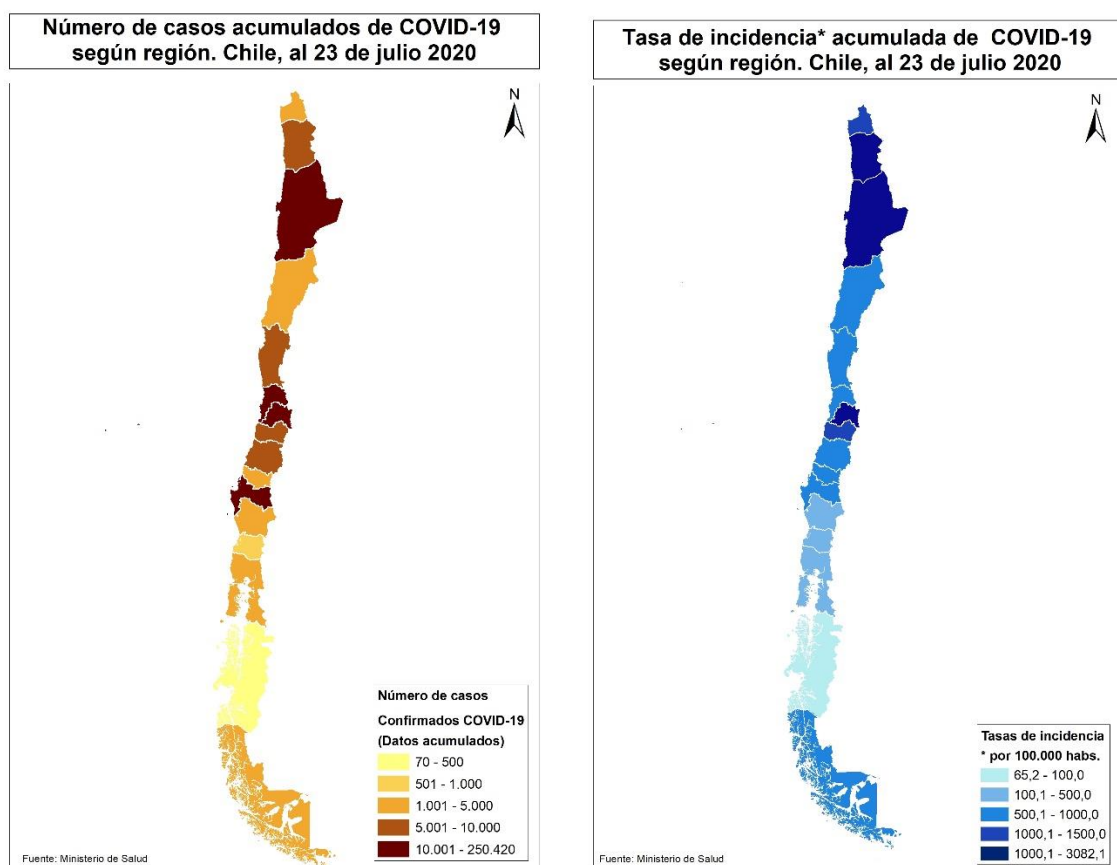 Número de casos acumulados de COVID-19
según región. Chile, al 23 de julio 2020
N
Número de casos
Confirmados COVID-19
(Datos acumulados)
70 - 500
501 - 1.000
1.001 - 5.000
5.001 - 10.000
10.001 - 250.420
Fuente: Ministerio de Salud
Tasa de incidencia* acumulada de COVID-19
según región. Chile, al 23 de julio 2020
N
Tasas de incidencia
* por 100.000 habs.
65,2 - 100,0
100,1 - 500,0
500,1 - 1000,0
1000,1 - 1500,0
1000,1 - 3082,1
Fuente: Ministerio de Salud